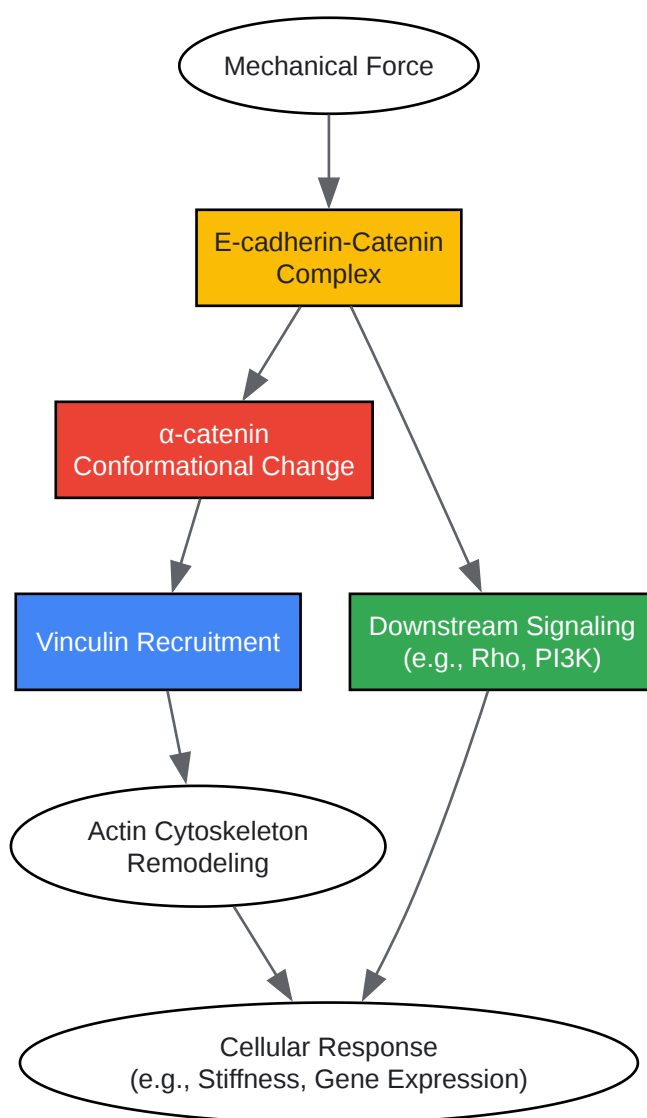 Mechanical Force
E-cadherin-Catenin
Complex
α-catenin
Conformational Change
Vinculin Recruitment
Downstream Signaling
(e.g., Rho, PI3K)
Actin Cytoskeleton
Remodeling
Cellular Response
(e.g., Stiffness, Gene Expression)